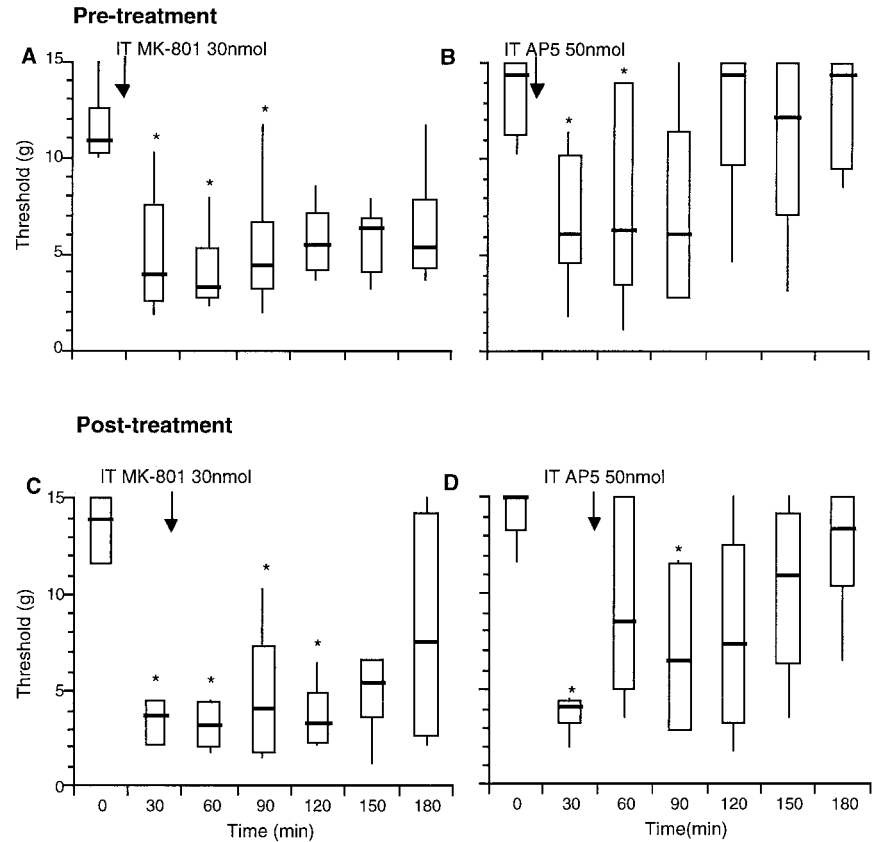 Pre-treatment
A
IT MK-801 30nmol
B
IT AP5 50nmol
15
*
*
*
*
*
10
Threshold (g)
5
0
Post-treatment
C
IT MK-801 30nmol
D
IT AP5 50nmol
15
*
*
*
*
*
*
10
Threshold (g)
5
0
0 30 60 90 120 150 180
Time (min)
0 30 60 90 120 150 180
Time(min)